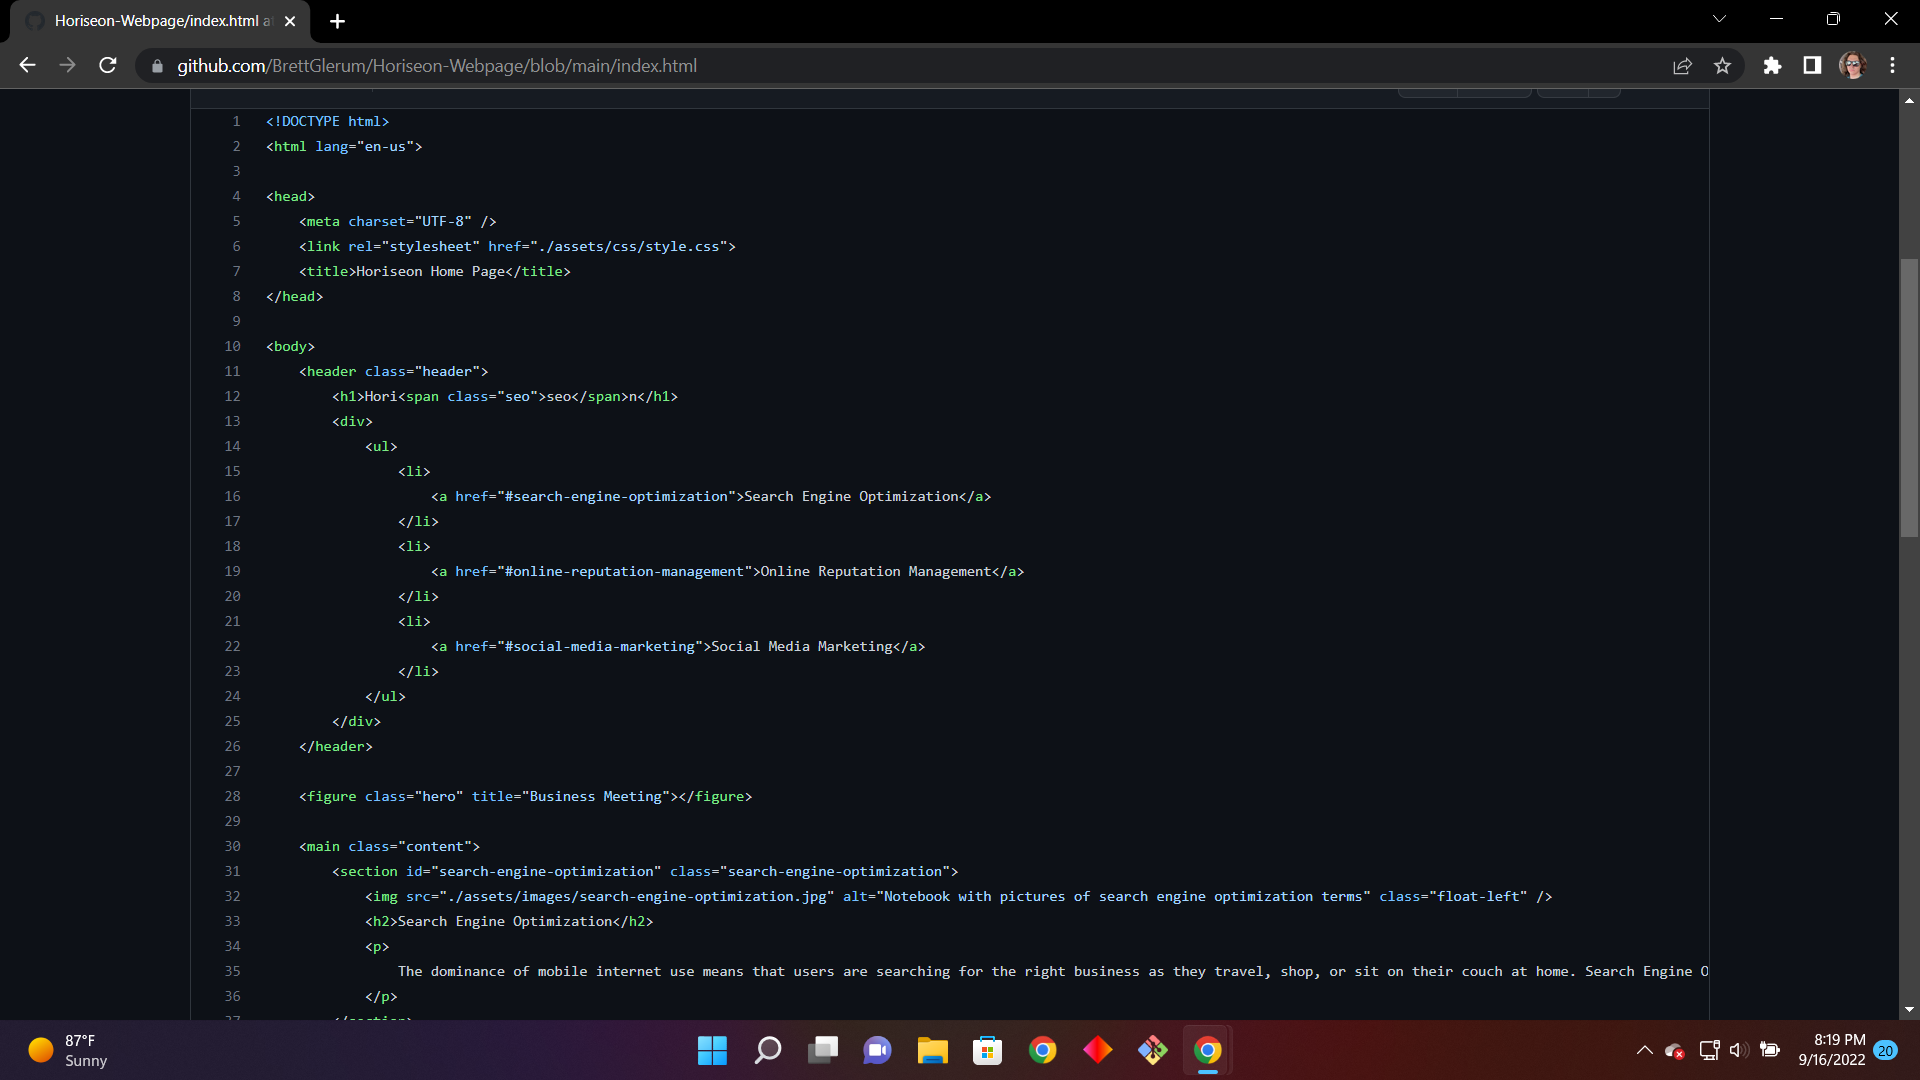 Horiseon-Webpage/index.html a
github.com/BrettGlerum/Horiseon-Webpage/blob/main/index.html
1 <!DOCTYPE html>
2 <html lang="en-us">
3
4 <head>
5 <meta charset="UTF-8" />
6 <link rel="stylesheet" href="./assets/css/style.css">
7 <title>Horiseon Home Page</title>
8 </head>
9
10 <body>
11 <header class="header">
12 <h1>Hori<span class="seo">seo</span>n</h1>
13 <div>
14 <ul>
15 <li>
16 <a href="#search-engine-optimization">Search Engine Optimization</a>
17 </li>
18 <li>
19 <a href="#online-reputation-management">Online Reputation Management</a>
20 </li>
21 <li>
22 <a href="#social-media-marketing">Social Media Marketing</a>
23 </li>
24 </ul>
25 </div>
26 </header>
27
28 <figure class="hero" title="Business Meeting"></figure>
29
30 <main class="content">
31 <section id="search-engine-optimization" class="search-engine-optimization">
32 <img src="./assets/images/search-engine-optimization.jpg" alt="Notebook with pictures of search engine optimization terms" class="float-left" />
33 <h2>Search Engine Optimization</h2>
34 <p>
35 The dominance of mobile internet use means that users are searching for the right business as they travel, shop, or sit on their couch at home. Search Engine O
36 </p>
37 </section>
87°F
Sunny
8:19 PM
9/16/2022
20